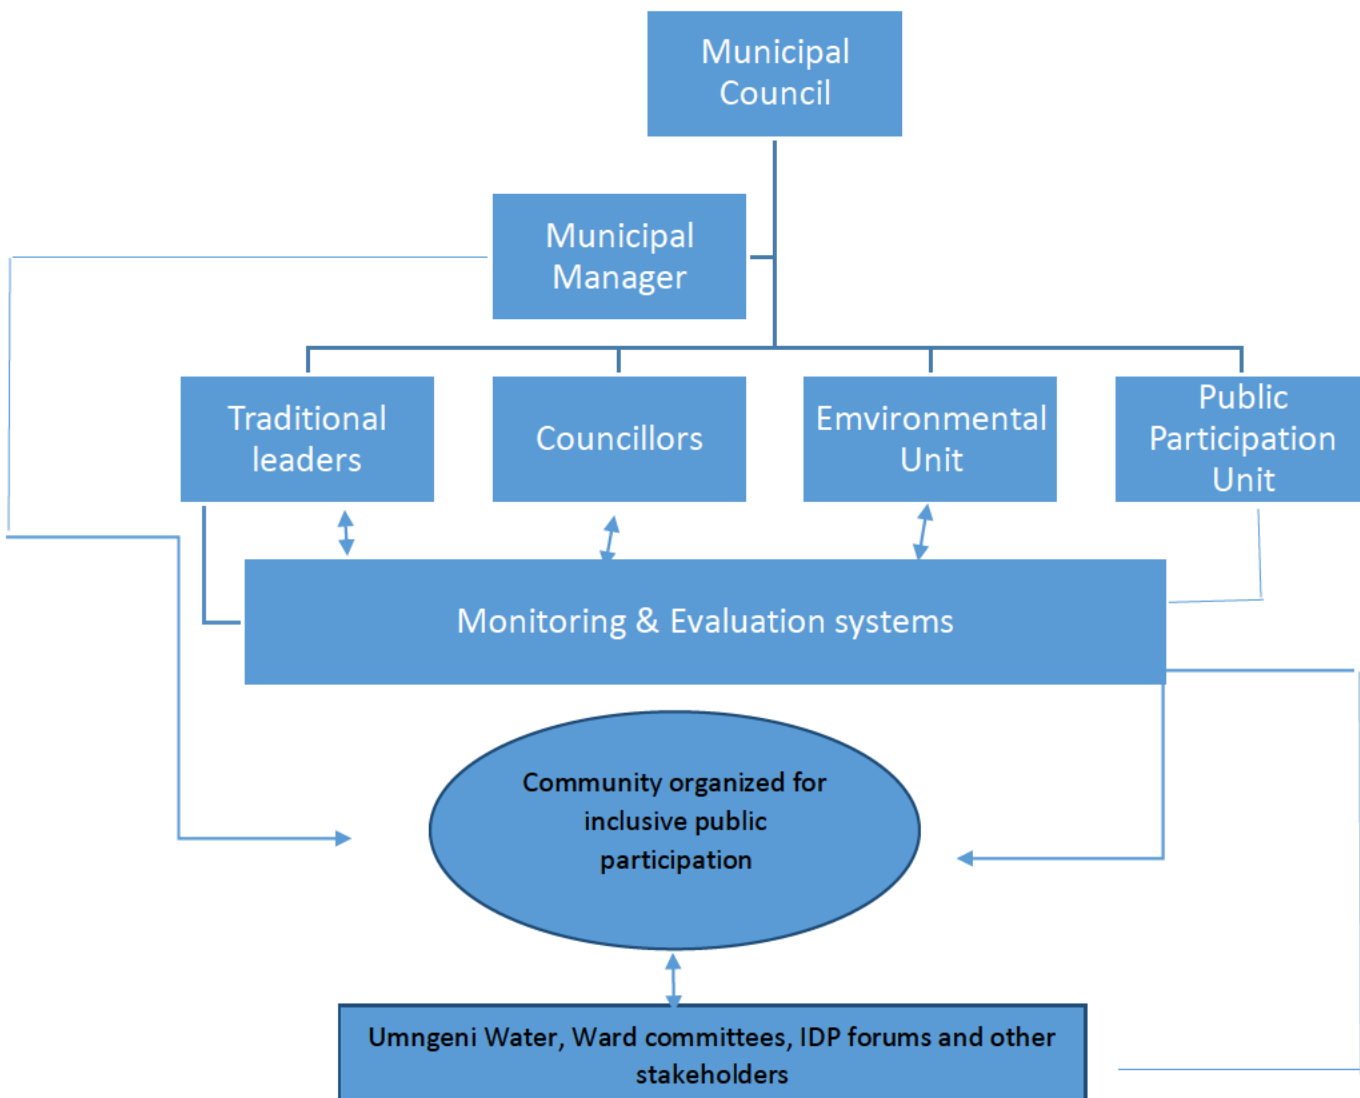 Municipal
Council
Municipal
Manager
Traditional
leaders
Councillors
Emvironmental
Unit
Public
Participation
Unit
Monitoring & Evaluation systems
Community organized for
inclusive public
participation
Umngeni Water, Ward committees, IDP forums and other
stakeholders